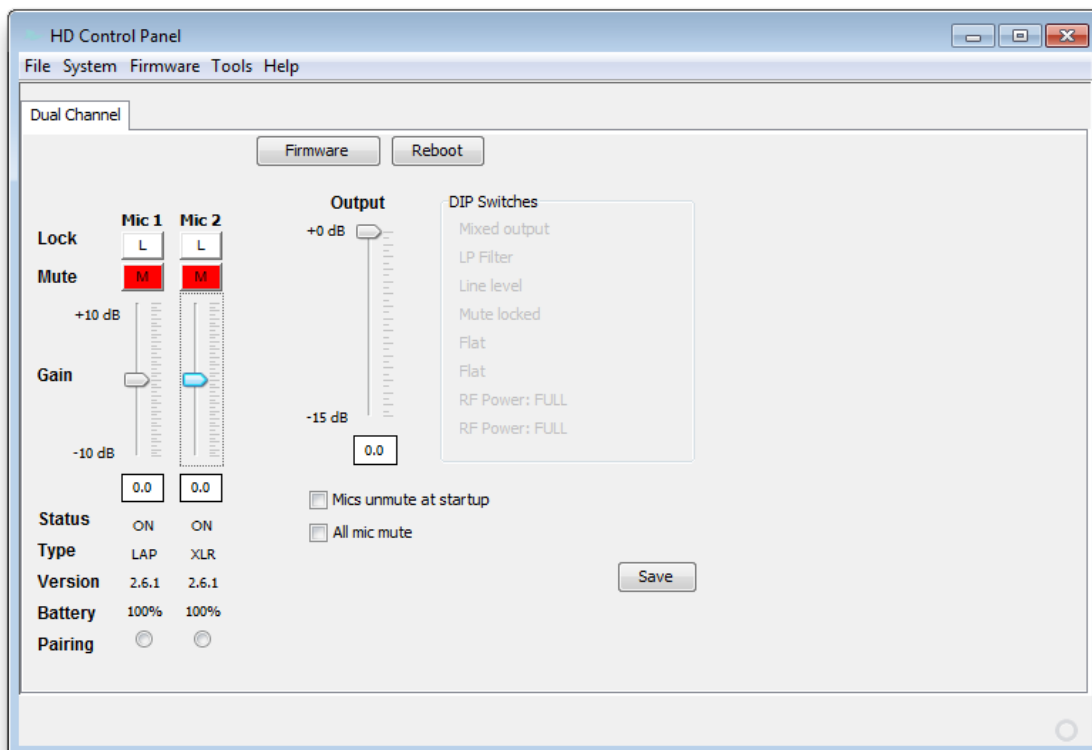 HD Control Panel
File System Firmware Tools Help
Dual Channel
Firmware Reboot
Mic 1 Mic 2
Lock L L
Mute M M
+10 dB
Gain
-10 dB
0.0 0.0
Status ON ON
Type LAP XLR
Version 2.6.1 2.6.1
Battery 100% 100%
Pairing
Output
+0 dB
-15 dB
0.0
DIP Switches
Mixed output
LP Filter
Line level
Mute locked
Flat
Flat
RF Power: FULL
RF Power: FULL
Mics unmute at startup
All mic mute
Save